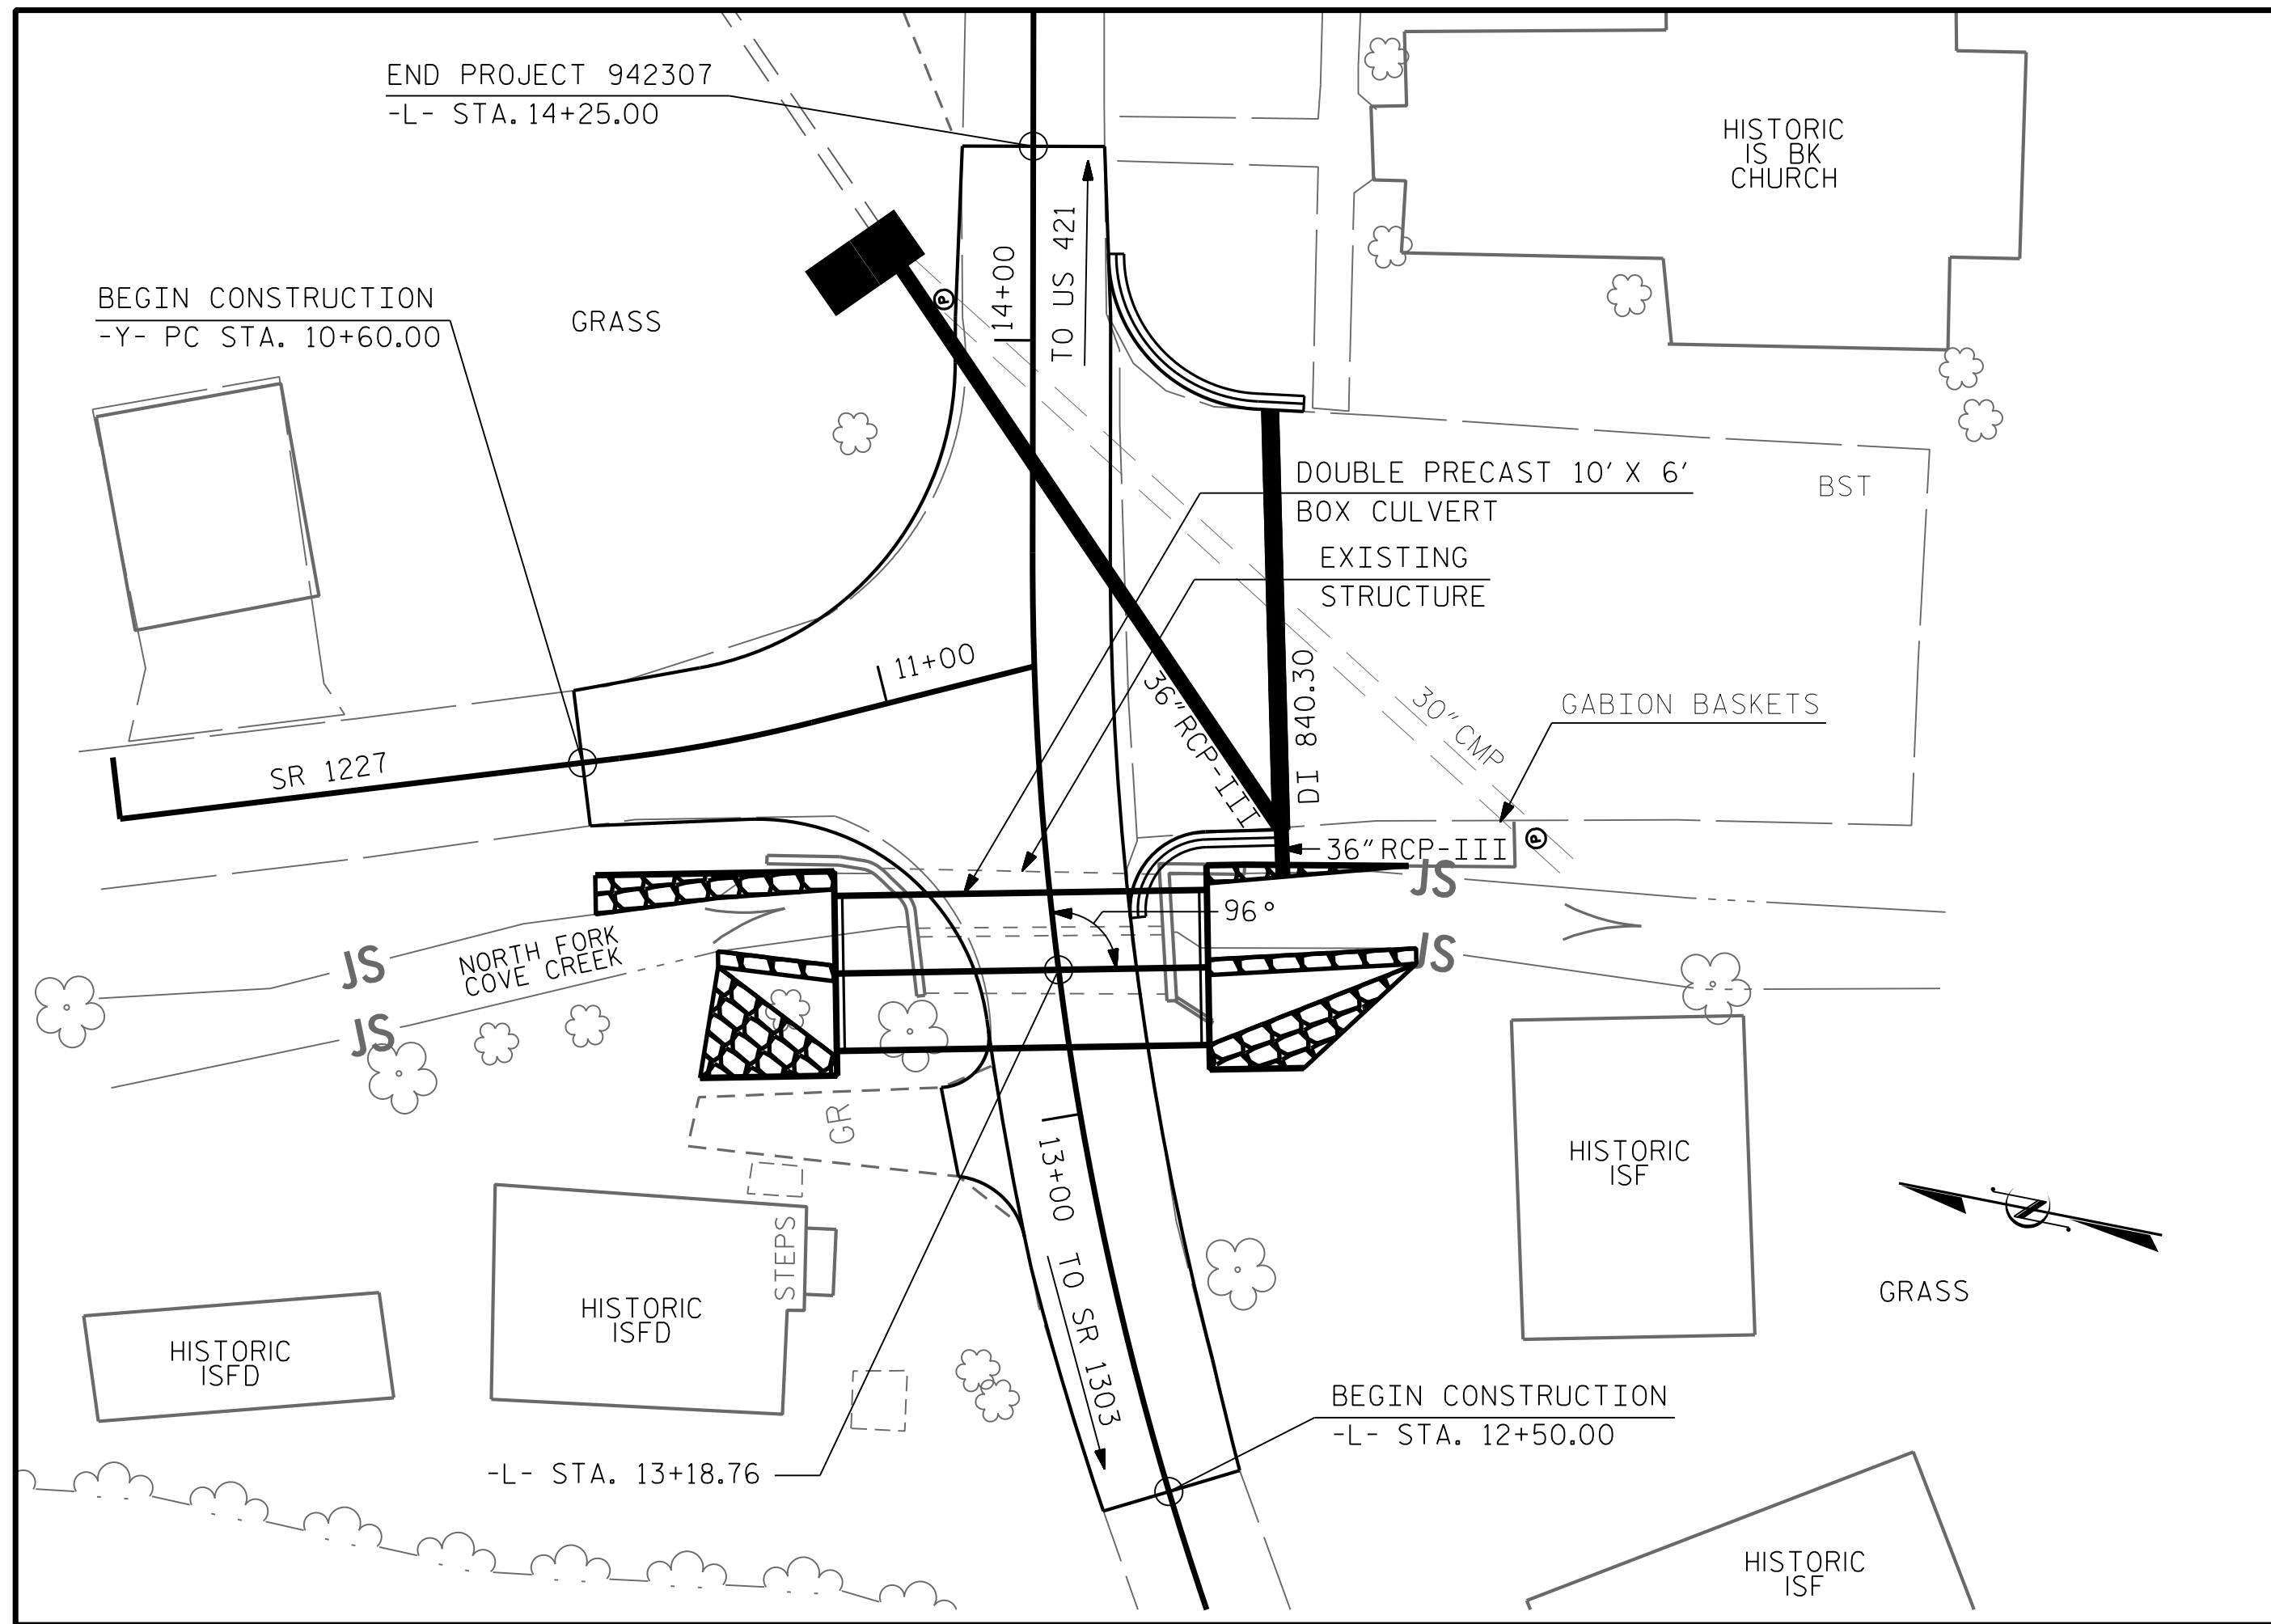 END PROJECT 942307
-L- STA. 14+25.00
HISTORIC
IS BK
CHURCH
BEGIN CONSTRUCTION
-Y- PC STA. 10+60.00
GRASS
14+00
TO US 421
P
DOUBLE PRECAST 10' X 6'
BOX CULVERT
BST
EXISTING
STRUCTURE
11+00
SR 1227
36"RCP-III
DI 840.30
30"CMP
GABION BASKETS
P
36"RCP-III
JS
96°
JS
NORTH FORK
COVE CREEK
JS
JS
GR
13+00
TO SR 1303
STEPS
HISTORIC
ISF
N
GRASS
HISTORIC
ISFD
HISTORIC
ISFD
BEGIN CONSTRUCTION
-L- STA. 12+50.00
-L- STA. 13+18.76
HISTORIC
ISF